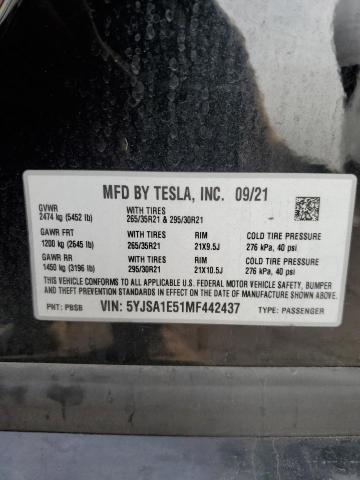 MFD BY TESLA, INC. 09/21
GVWR WITH TIRES
2474 kg (5452 lb) 265/35R21 & 295/30R21
GAWR FRT WITH TIRES RIM COLD TIRE PRESSURE
1200 kg (2645 lb) 265/35R21 21X9.5J 276 kPa, 40 psi
GAWR RR WITH TIRES RIM COLD TIRE PRESSURE
1450 kg (3196 lb) 295/30R21 21X10.5J 276 kPa, 40 psi
THIS VEHICLE CONFORMS TO ALL APPLICABLE U.S. FEDERAL MOTOR VEHICLE SAFETY, BUMPER
AND THEFT PREVENTION STANDARDS IN EFFECT ON THE DATE OF MANUFACTURE SHOWN ABOVE.
PNT: PBSB VIN: 5YJSA1E51MF442437 TYPE: PASSENGER